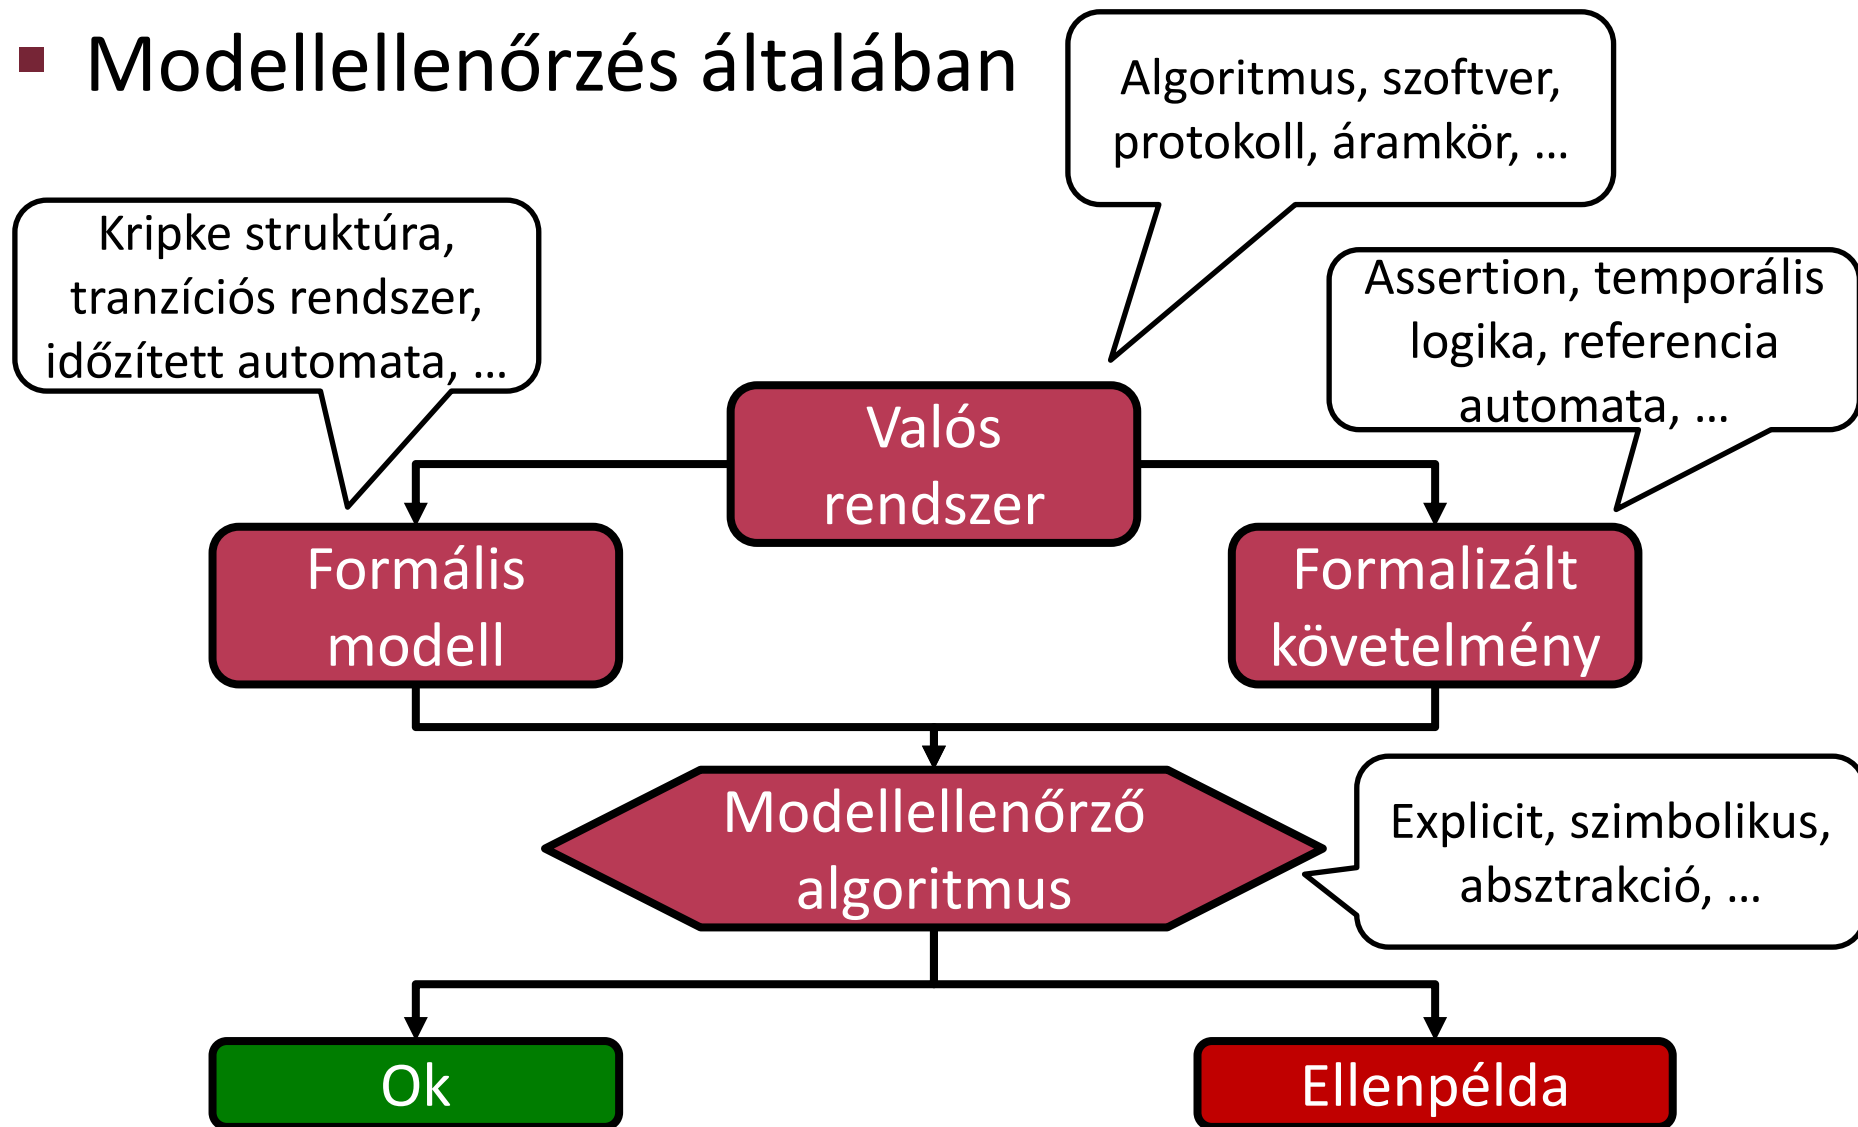 ▪ Modellellenőrzés általában
Algoritmus, szoftver,
protokoll, áramkör, ...
Kripke struktúra,
tranzíciós rendszer,
időzített automata, ...
Assertion, temporális
logika, referencia
automata, ...
Valós
rendszer
Formális
modell
Formalizált
követelmény
Modellellenőrző
algoritmus
Explicit, szimbolikus,
absztrakció, ...
Ok
Ellenpélda